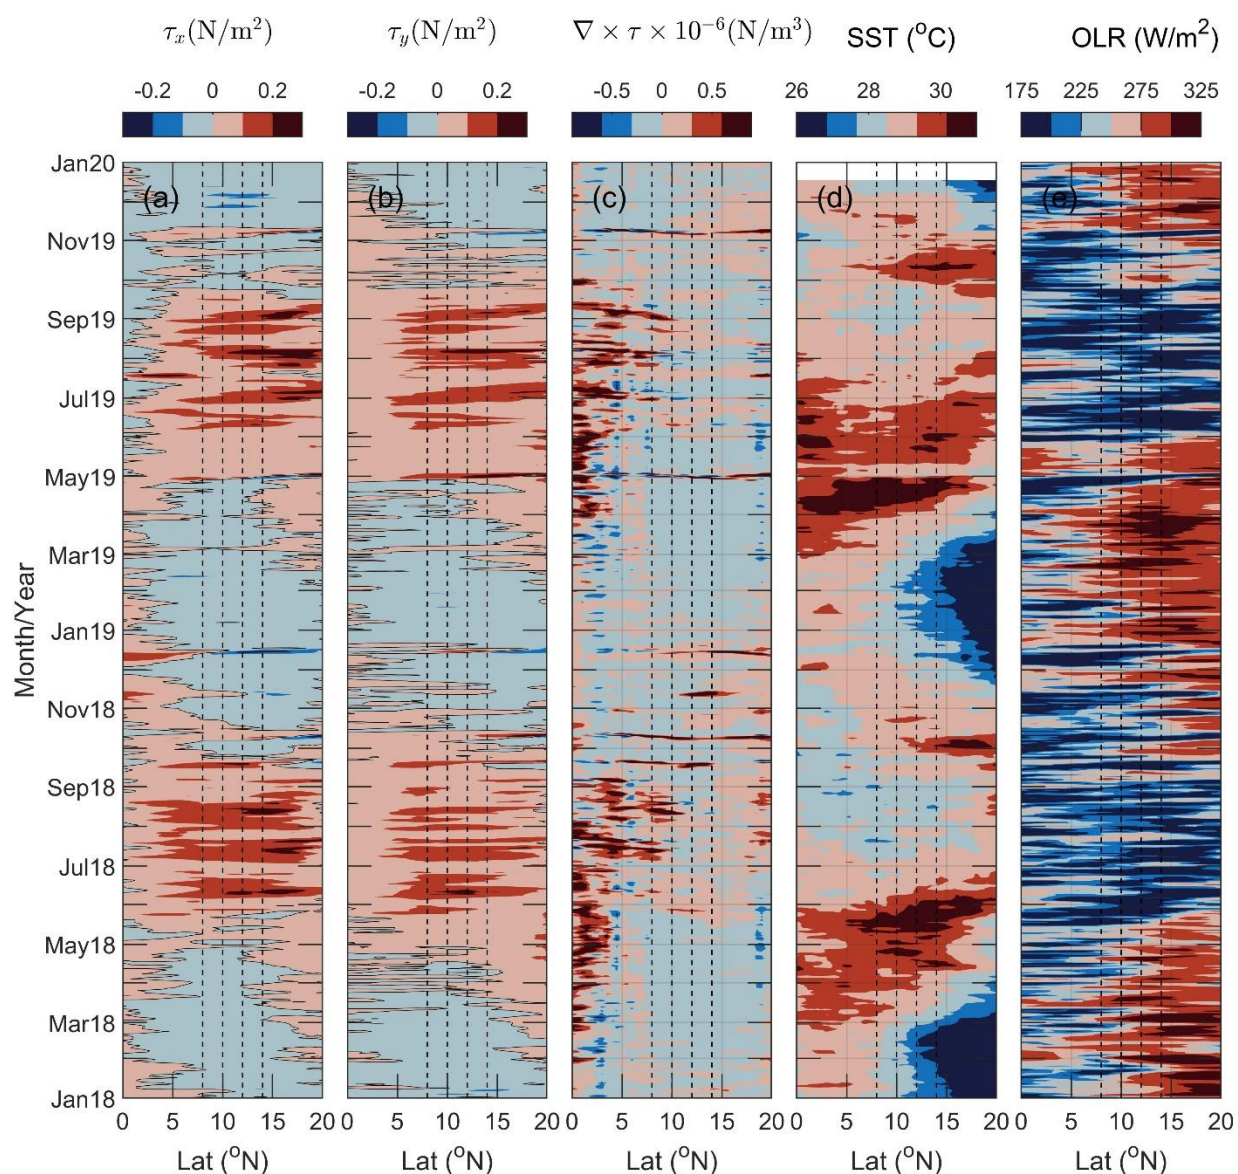 τx(N/m²) τy(N/m²) ∇ × τ × 10⁻⁶(N/m³) SST (°C) OLR (W/m²)
-0.2 0 0.2 -0.2 0 0.2 -0.5 0 0.5 26 28 30 175 225 275 325
Jan20
(a) (b) (c) (d) (e)
Nov19
Sep19
Jul19
May19
Mar19
Jan19
Nov18
Sep18
Jul18
May18
Mar18
Jan18
Month/Year
0 5 10 15 20 0 5 10 15 20 0 5 10 15 20 0 5 10 15 20 0 5 10 15 20
Lat (°N) Lat (°N) Lat (°N) Lat (°N) Lat (°N)